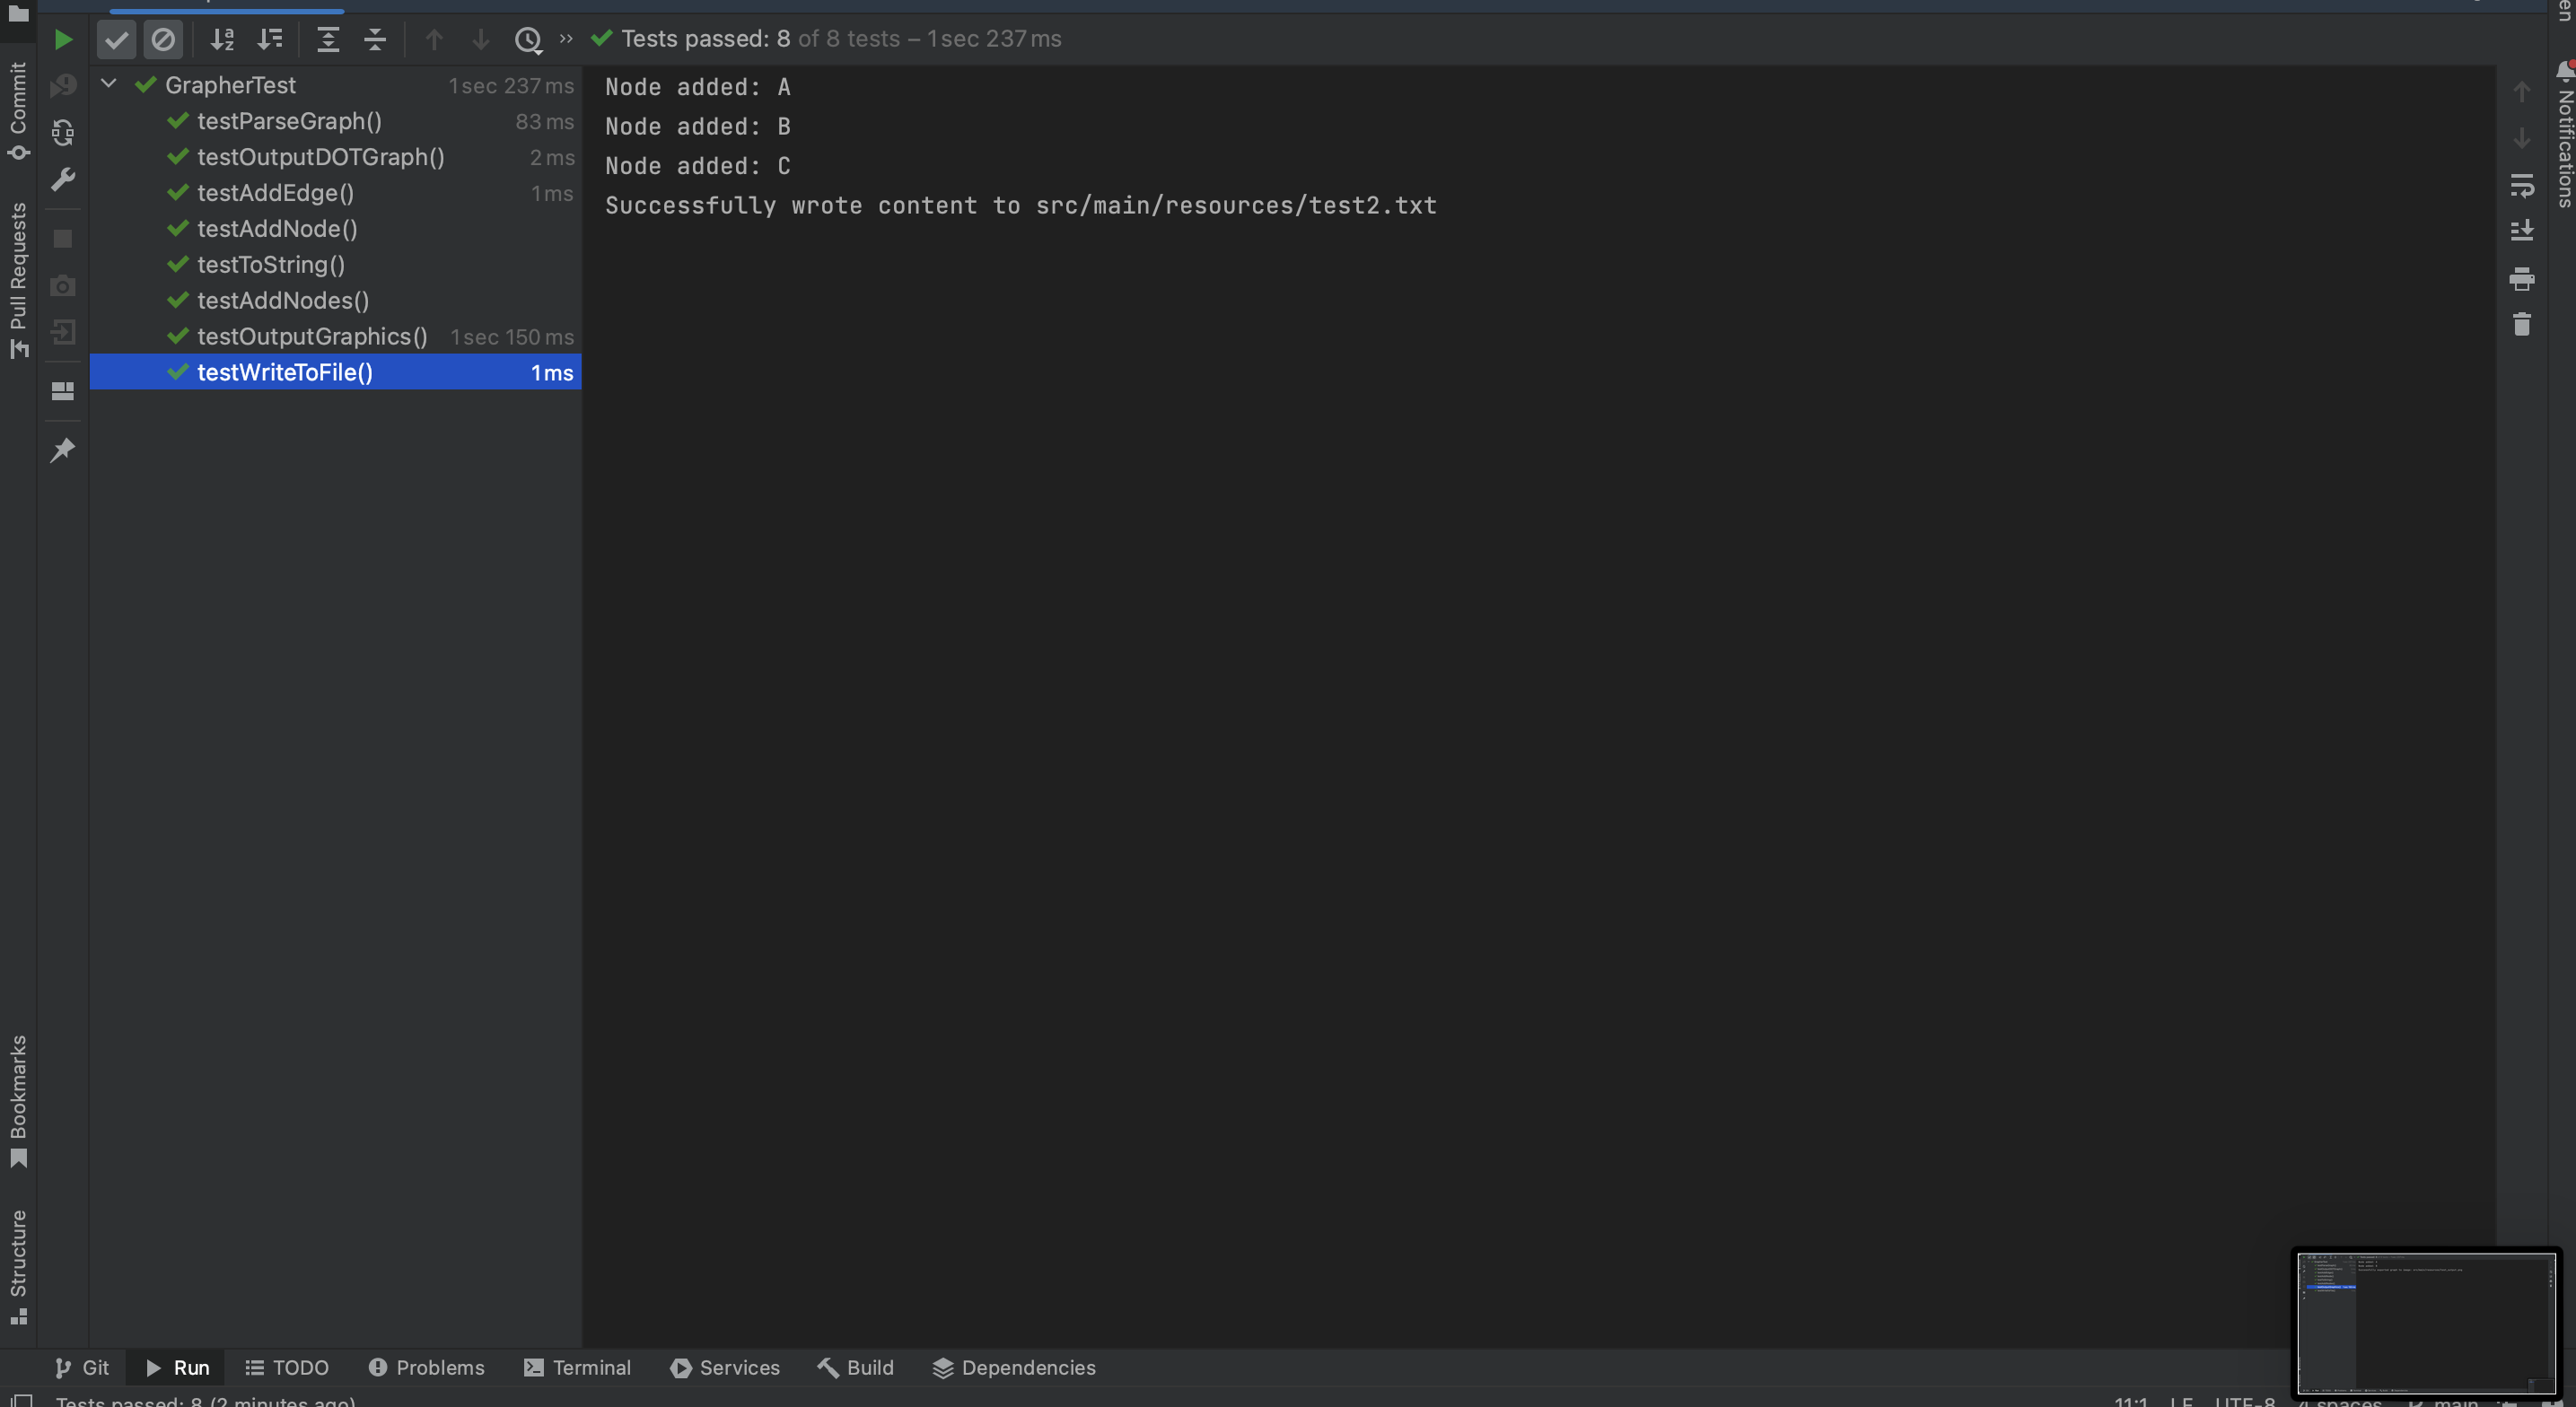 Tests passed: 8 of 8 tests – 1 sec 237 ms
GrapherTest 1 sec 237 ms
testParseGraph() 83 ms
testOutputDOTGraph() 2 ms
testAddEdge() 1 ms
testAddNode()
testToString()
testAddNodes()
testOutputGraphics() 1 sec 150 ms
testWriteToFile() 1 ms
Node added: A
Node added: B
Node added: C
Successfully wrote content to src/main/resources/test2.txt
Commit
Pull Requests
Bookmarks
Structure
Notifications
Git Run TODO Problems Terminal Services Build Dependencies
Tests passed: 8 (2 minutes ago)
11:1 LF UTF-8 4 spaces main